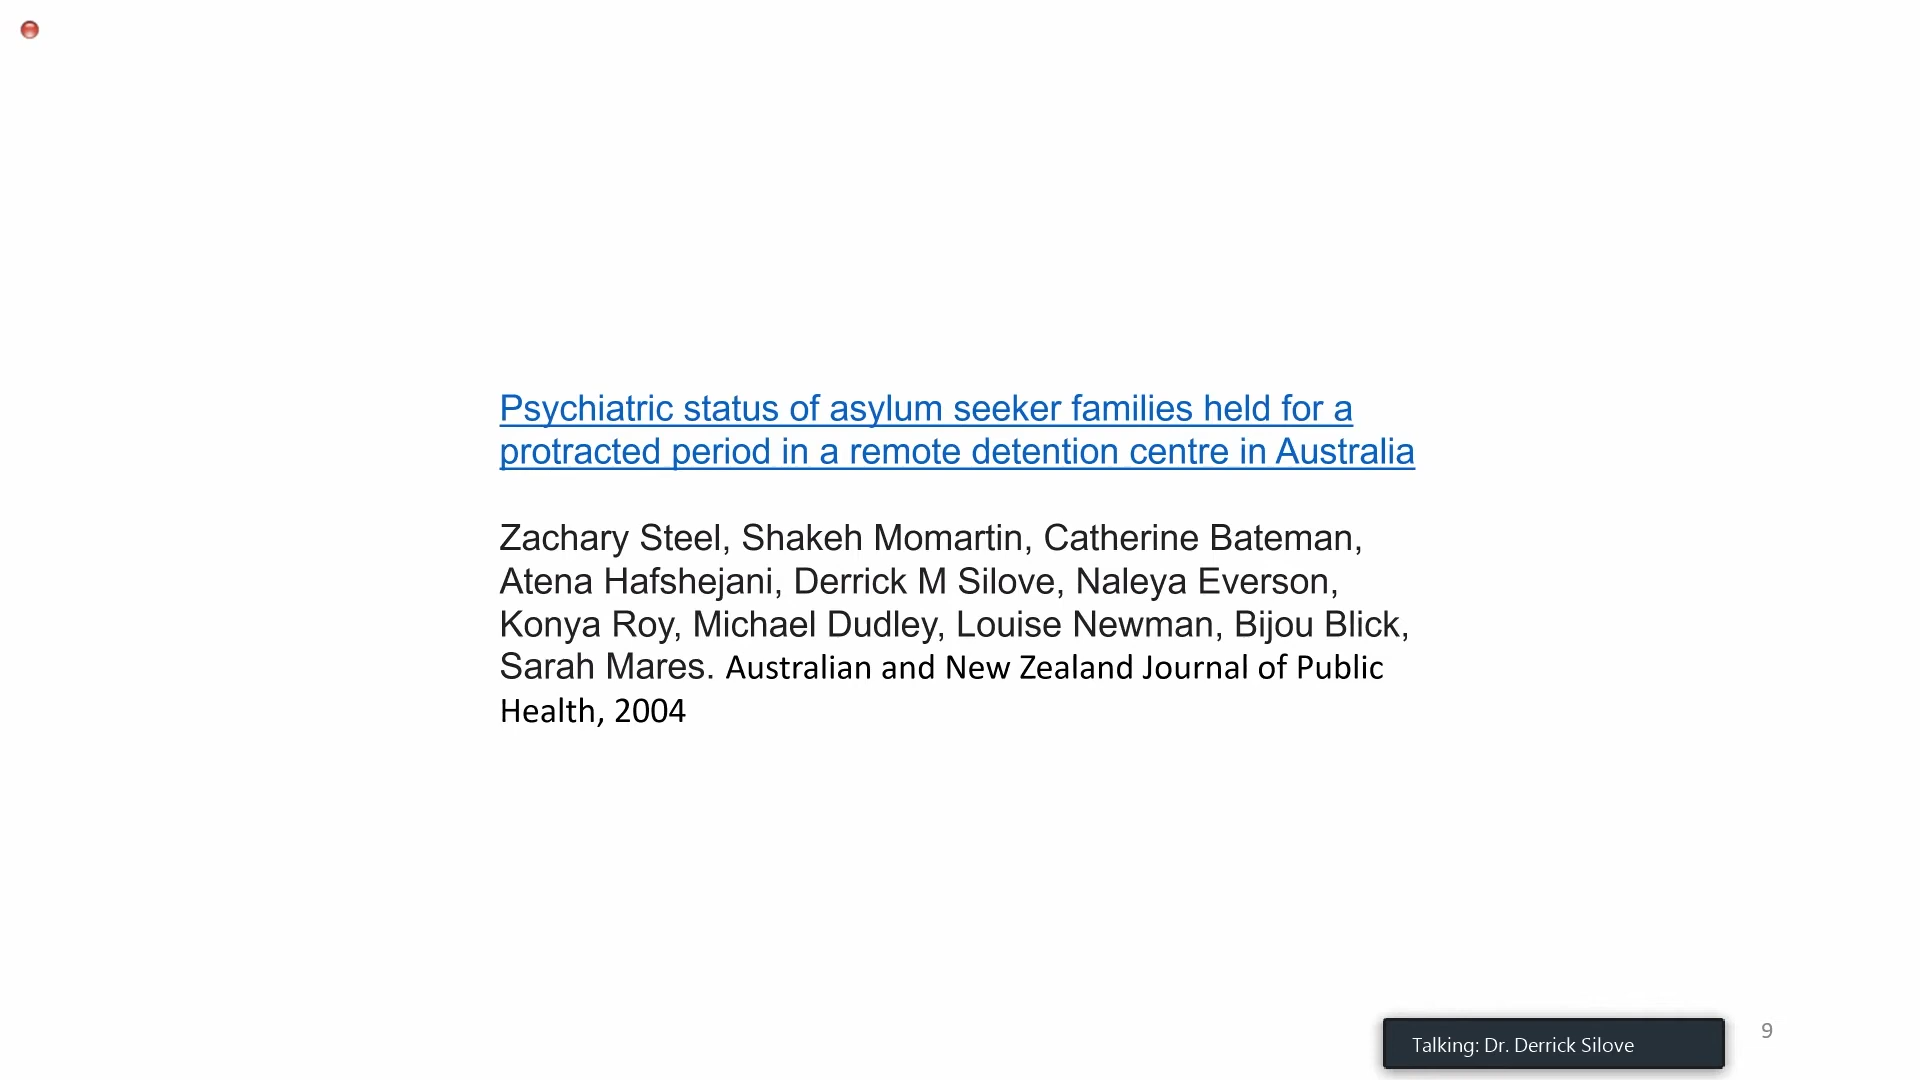 Psychiatric status of asylum seeker families held for a
protracted period in a remote detention centre in Australia
Zachary Steel, Shakeh Momartin, Catherine Bateman,
Atena Hafshejani, Derrick M Silove, Naleya Everson,
Konya Roy, Michael Dudley, Louise Newman, Bijou Blick,
Sarah Mares. Australian and New Zealand Journal of Public
Health, 2004
Talking: Dr. Derrick Silove
9